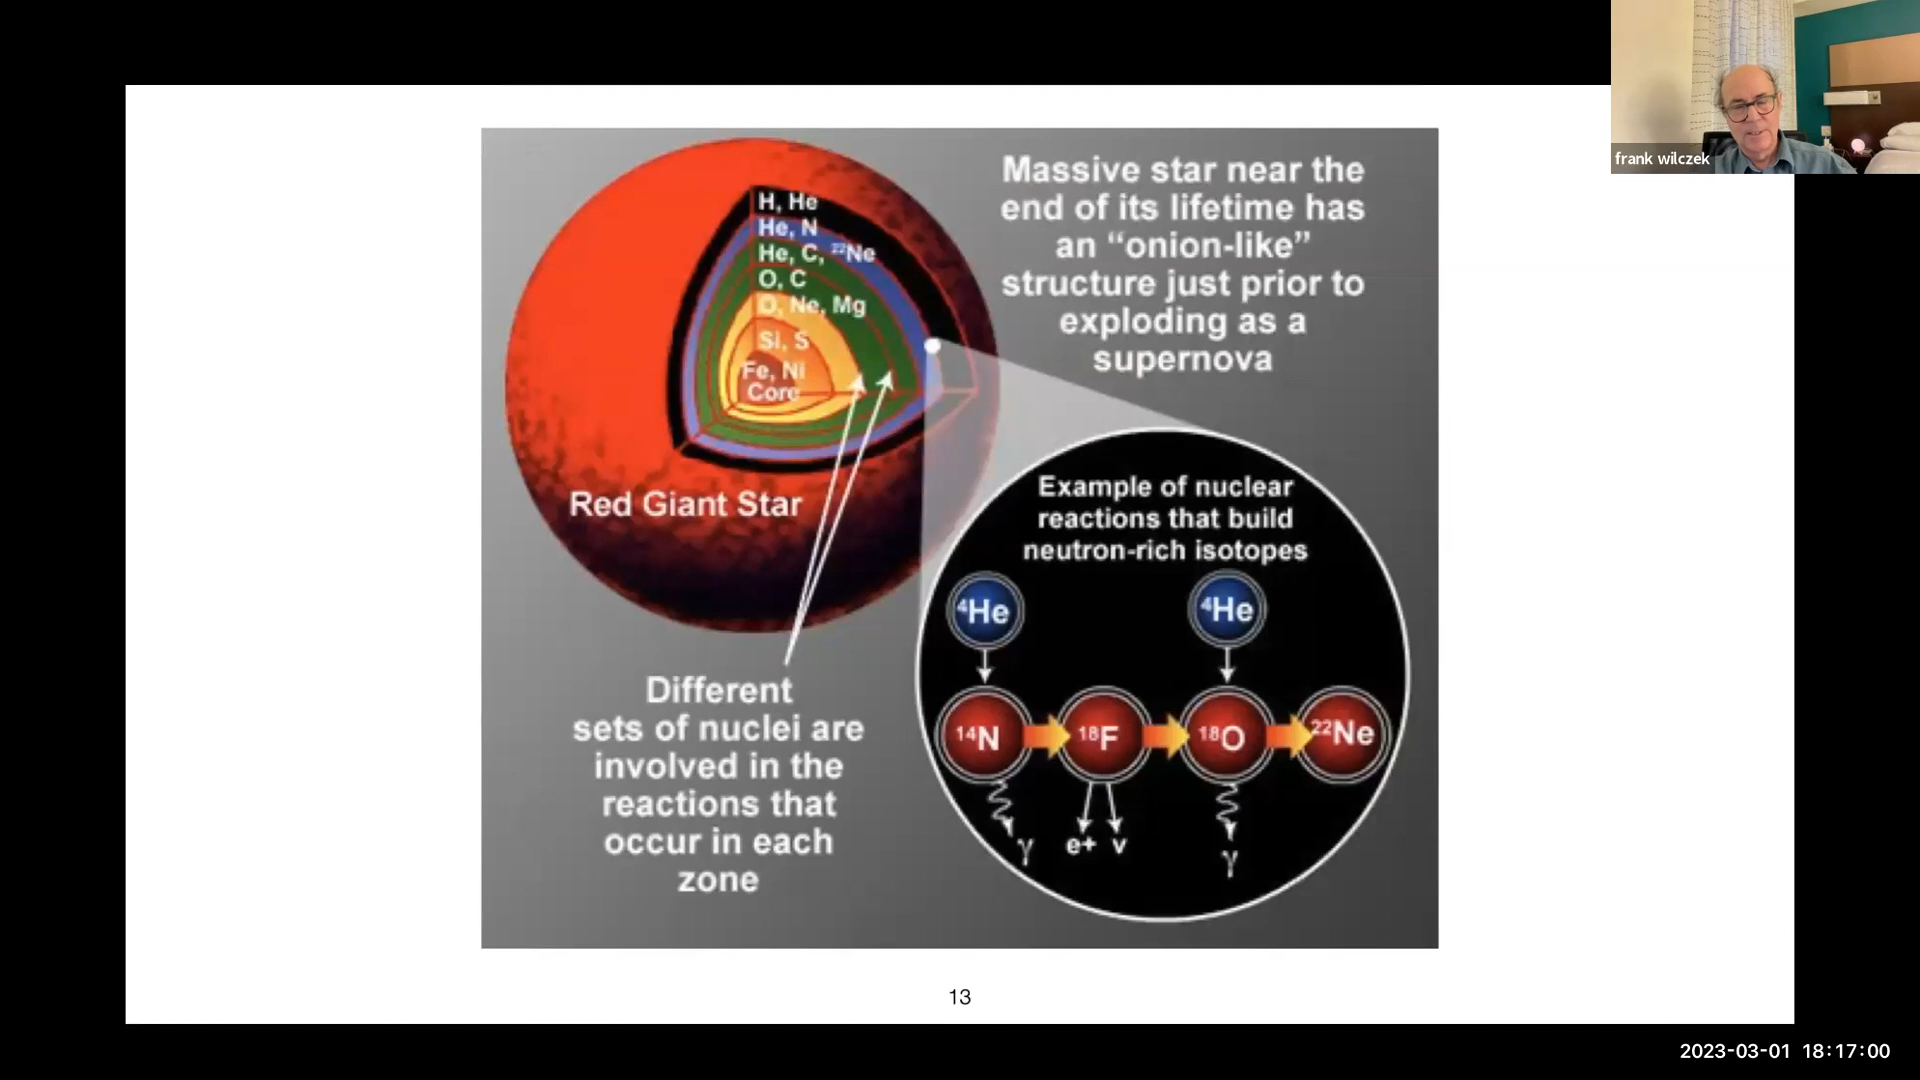 frank wilczek
Massive star near the
end of its lifetime has
an “onion-like”
structure just prior to
exploding as a
supernova
H, He
He, N
He, C, ²²Ne
O, C
O, Ne, Mg
Si, S
Fe, Ni
Core
Red Giant Star
Different
sets of nuclei are
involved in the
reactions that
occur in each
zone
Example of nuclear
reactions that build
neutron-rich isotopes
⁴He ⁴He
¹⁴N ¹⁸F ¹⁸O ²²Ne
γ e+ ν γ
13
2023-03-01 18:17:00